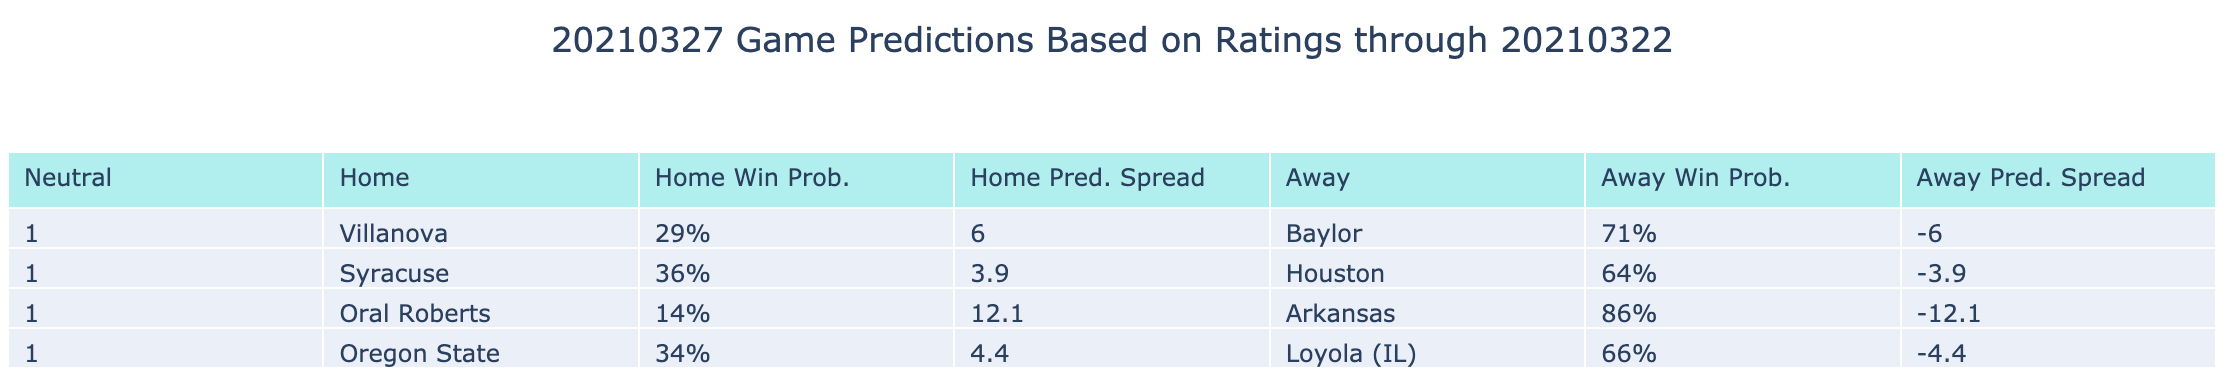 20210327 Game Predictions Based on Ratings through 20210322
Neutral Home Home Win Prob. Home Pred. Spread Away Away Win Prob. Away Pred. Spread
1 Villanova 29% 6 Baylor 71% -6
1 Syracuse 36% 3.9 Houston 64% -3.9
1 Oral Roberts 14% 12.1 Arkansas 86% -12.1
1 Oregon State 34% 4.4 Loyola (IL) 66% -4.4